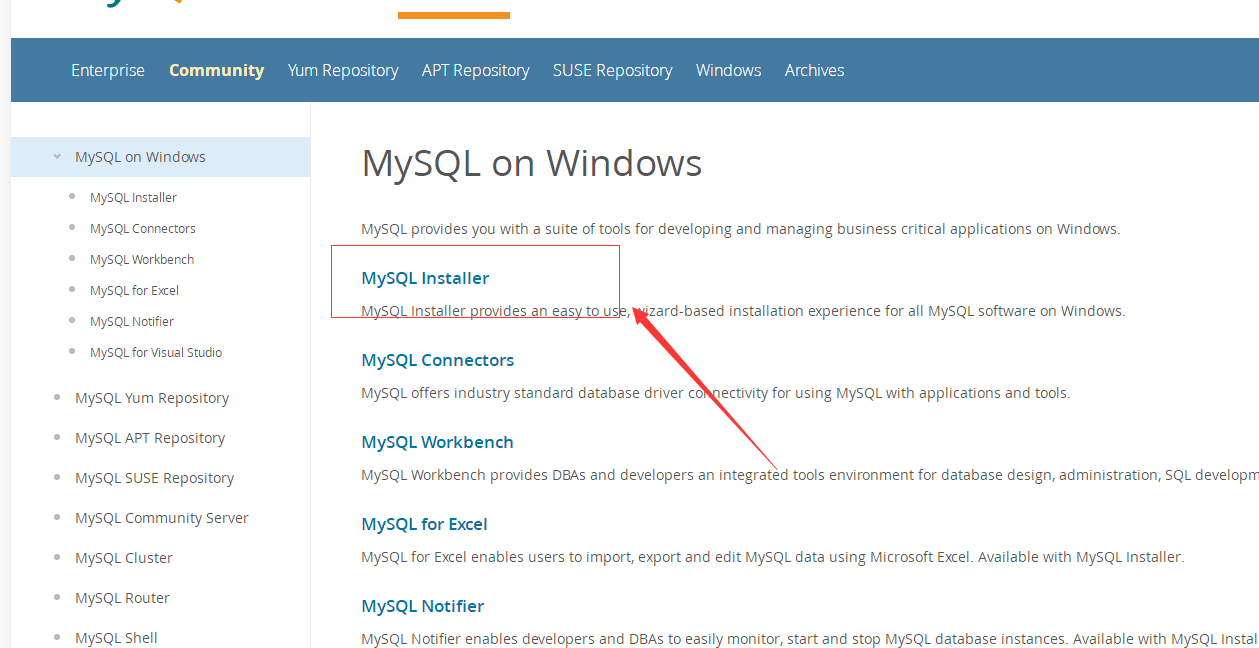 Enterprise Community Yum Repository APT Repository SUSE Repository Windows Archives
MySQL on Windows
MySQL Installer
MySQL Connectors
MySQL Workbench
MySQL for Excel
MySQL Notifier
MySQL for Visual Studio
MySQL Yum Repository
MySQL APT Repository
MySQL SUSE Repository
MySQL Community Server
MySQL Cluster
MySQL Router
MySQL Shell
MySQL on Windows
MySQL provides you with a suite of tools for developing and managing business critical applications on Windows.
MySQL Installer
MySQL Installer provides an easy to use, wizard-based installation experience for all MySQL software on Windows.
MySQL Connectors
MySQL offers industry standard database driver connectivity for using MySQL with applications and tools.
MySQL Workbench
MySQL Workbench provides DBAs and developers an integrated tools environment for database design, administration, SQL developm
MySQL for Excel
MySQL for Excel enables users to import, export and edit MySQL data using Microsoft Excel. Available with MySQL Installer.
MySQL Notifier
MySQL Notifier enables developers and DBAs to easily monitor, start and stop MySQL database instances. Available with MySQL Instal